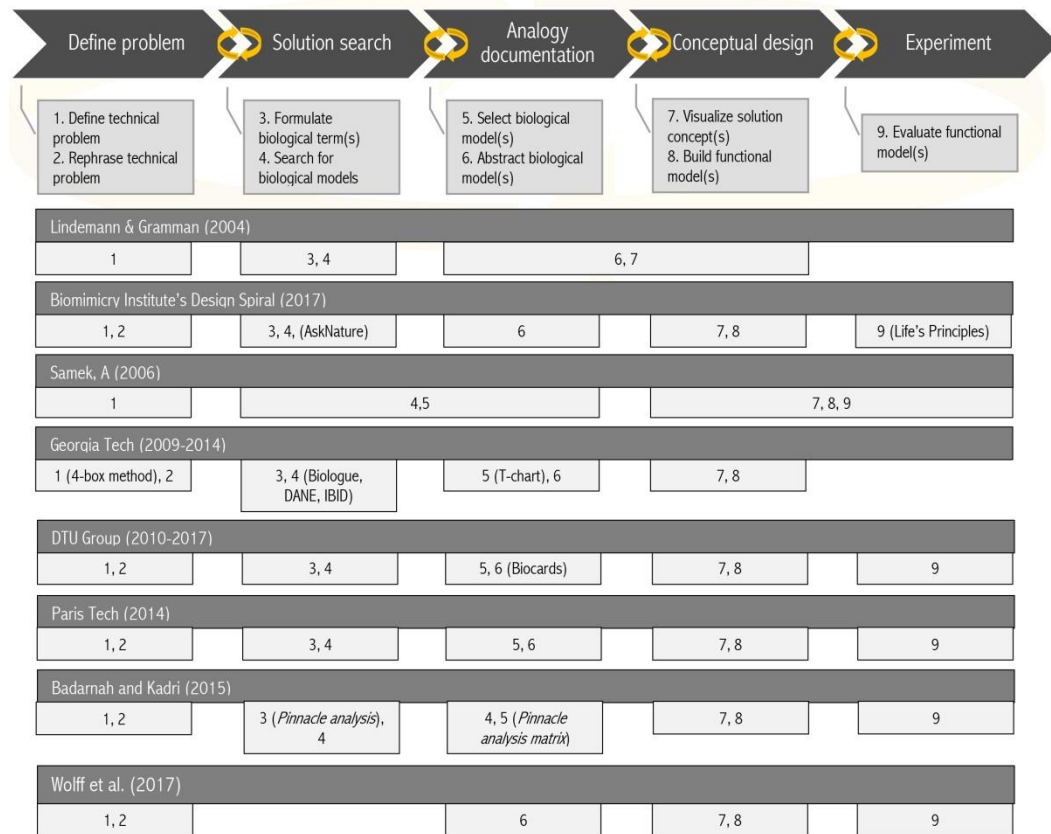 Define problem
Solution search
Analogy
documentation
Conceptual design
Experiment
1. Define technical
problem
2. Rephrase technical
problem
3. Formulate
biological term(s)
4. Search for
biological models
5. Select biological
model(s)
6. Abstract biological
model(s)
7. Visualize solution
concept(s)
8. Build functional
model(s)
9. Evaluate functional
model(s)
Lindemann & Gramman (2004)
1
3, 4
6, 7
Biomimicry Institute's Design Spiral (2017)
1, 2
3, 4, (AskNature)
6
7, 8
9 (Life's Principles)
Samek, A (2006)
1
4,5
7, 8, 9
Georgia Tech (2009-2014)
1 (4-box method), 2
3, 4 (Biologue,
DANE, IBID)
5 (T-chart), 6
7, 8
DTU Group (2010-2017)
1, 2
3, 4
5, 6 (Biocards)
7, 8
9
Paris Tech (2014)
1, 2
3, 4
5, 6
7, 8
9
Badarnah and Kadri (2015)
1, 2
3 (Pinnacle analysis),
4
4, 5 (Pinnacle
analysis matrix)
7, 8
9
Wolff et al. (2017)
1, 2
6
7, 8
9